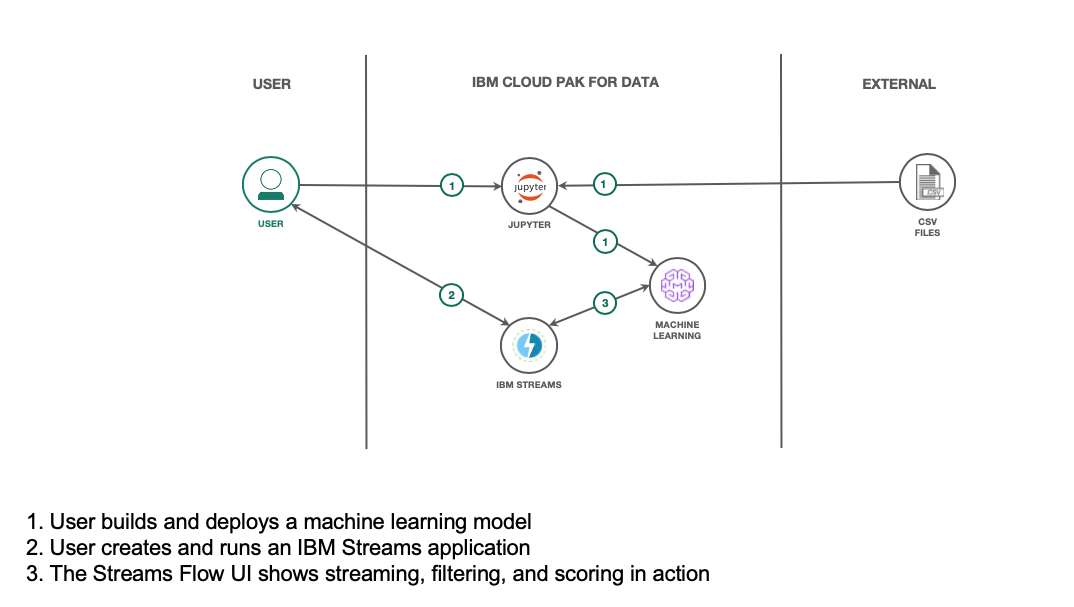 USER
IBM CLOUD PAK FOR DATA
EXTERNAL
1
jupyter
1
.CSV
USER
JUPYTER
CSV
FILES
1
2
3
MACHINE
LEARNING
IBM STREAMS
1. User builds and deploys a machine learning model
2. User creates and runs an IBM Streams application
3. The Streams Flow UI shows streaming, filtering, and scoring in action